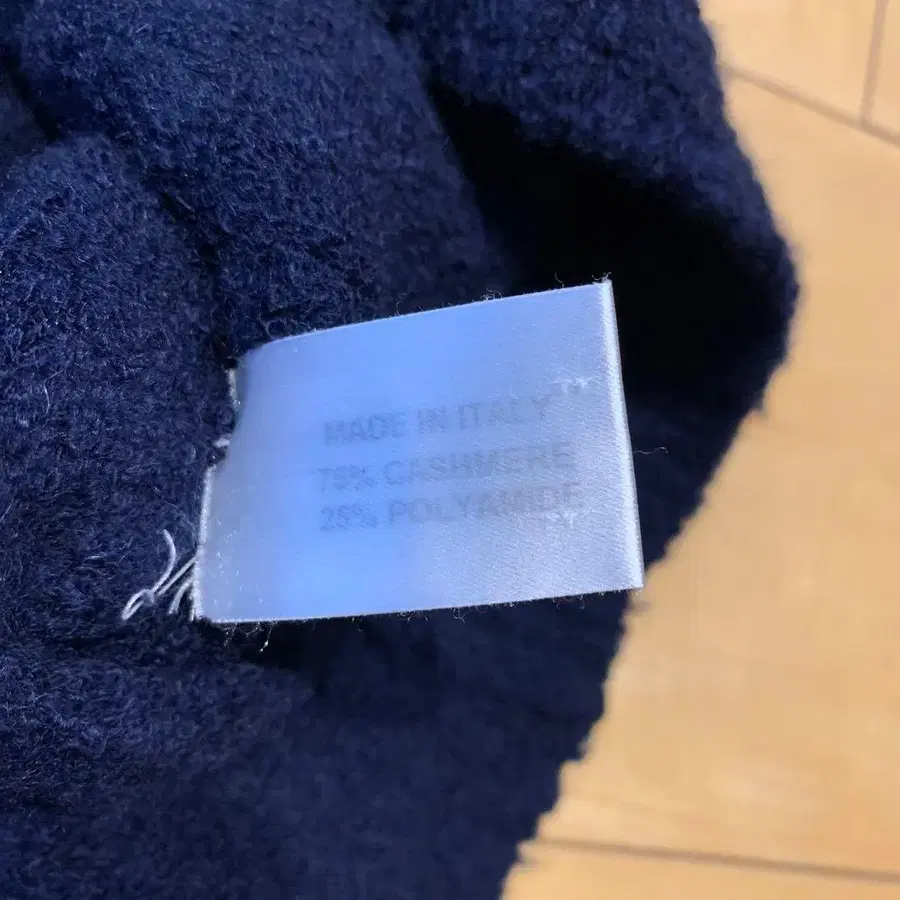 MADE IN ITALY
75% CASHMERE
25% POLYAMIDE